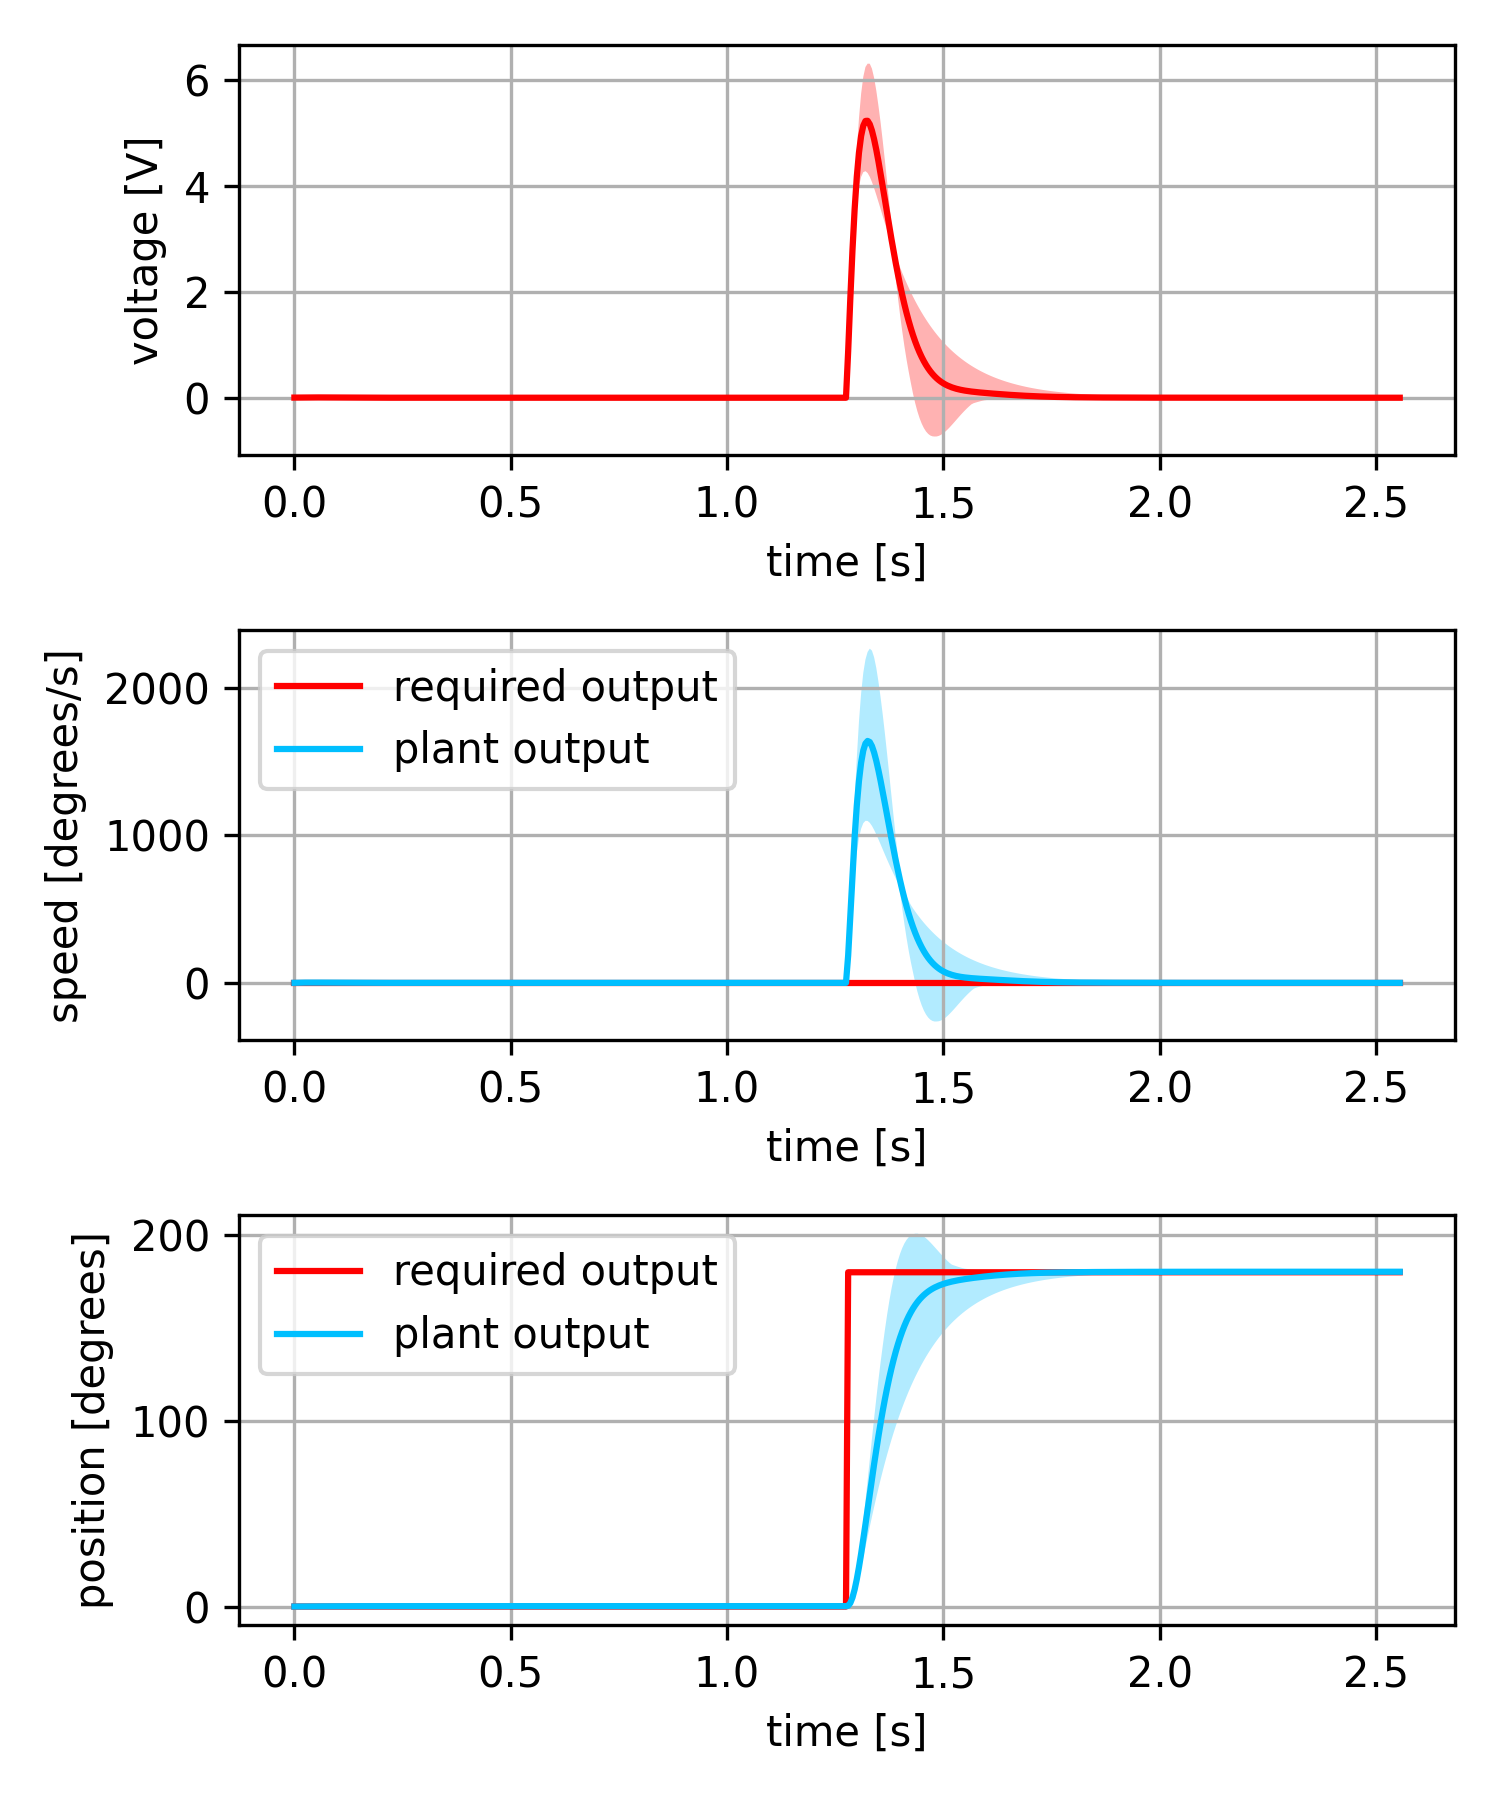 6
4
2
0
voltage [V]
0.0 0.5 1.0 1.5 2.0 2.5
time [s]
required output
plant output
2000
1000
0
speed [degrees/s]
0.0 0.5 1.0 1.5 2.0 2.5
time [s]
required output
plant output
200
100
0
position [degrees]
0.0 0.5 1.0 1.5 2.0 2.5
time [s]